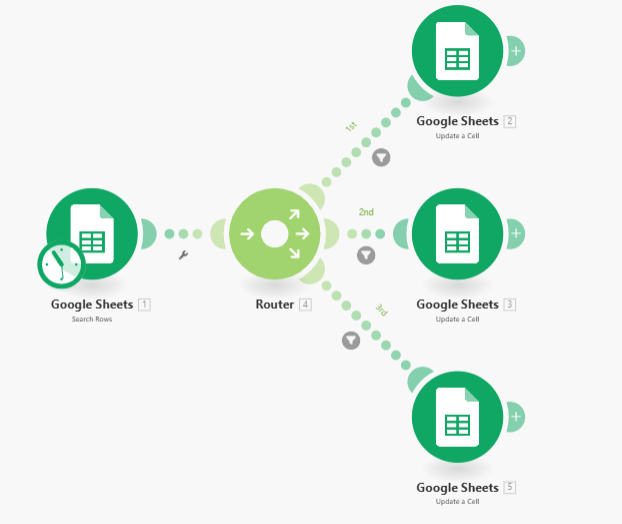 1st
Google Sheets 2
Update a Cell
2nd
Google Sheets 1
Search Rows
Router 4
Google Sheets 3
Update a Cell
3rd
Google Sheets 5
Update a Cell